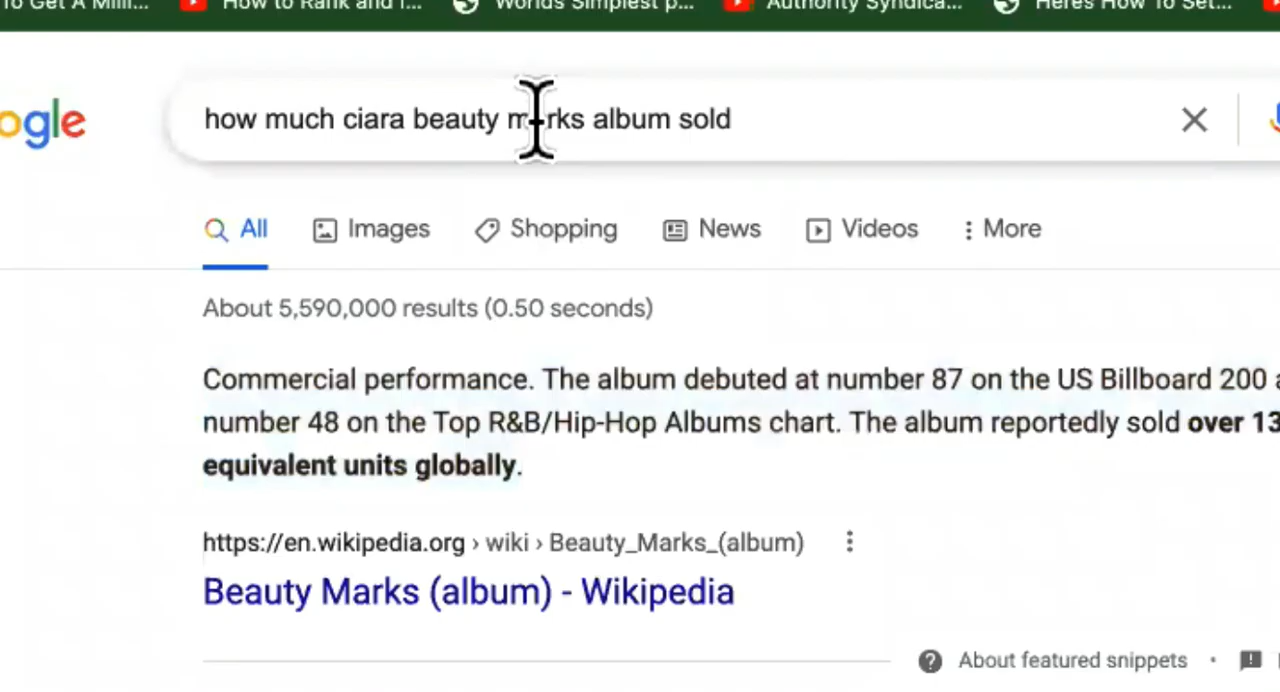 To Get A Milli... How to Rank and I... Worlds Simplest p... Authority Syndica... Heres How To Set...
ogle how much ciara beauty marks album sold
All Images Shopping News Videos More
About 5,590,000 results (0.50 seconds)
Commercial performance. The album debuted at number 87 on the US Billboard 200
number 48 on the Top R&B/Hip-Hop Albums chart. The album reportedly sold over 13
equivalent units globally.
https://en.wikipedia.org › wiki › Beauty_Marks_(album)
Beauty Marks (album) - Wikipedia
About featured snippets •